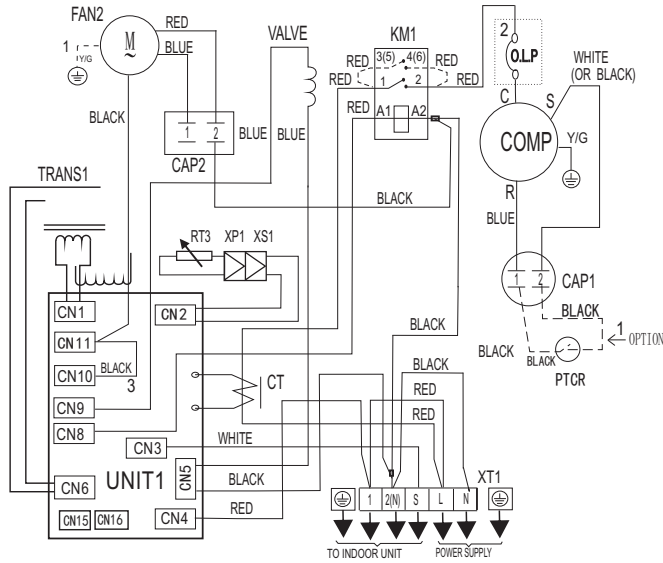 FAN2
RED
BLUE
1
Y/G
M
BLACK
1 2
CAP2
BLUE
VALVE
BLUE
KM1
RED 3(5) 4(6) RED
RED 1 2 RED
RED A1 A2
BLACK
2
O.L.P
WHITE
(OR BLACK)
C
S
COMP
Y/G
R
BLUE
1 2
CAP1
BLACK
1
OPTION
BLACK
BLACK
PTCR
TRANS1
RT3 XP1 XS1
CN1
CN2
CN11
BLACK
CN10
3
CN9
CN8
CT
BLACK
BLACK
RED
RED
CN3
WHITE
CN6
UNIT1
CN5
BLACK
CN15 CN16
CN4
RED
XT1
1 2(N) S L N
TO INDOOR UNIT
POWER SUPPLY